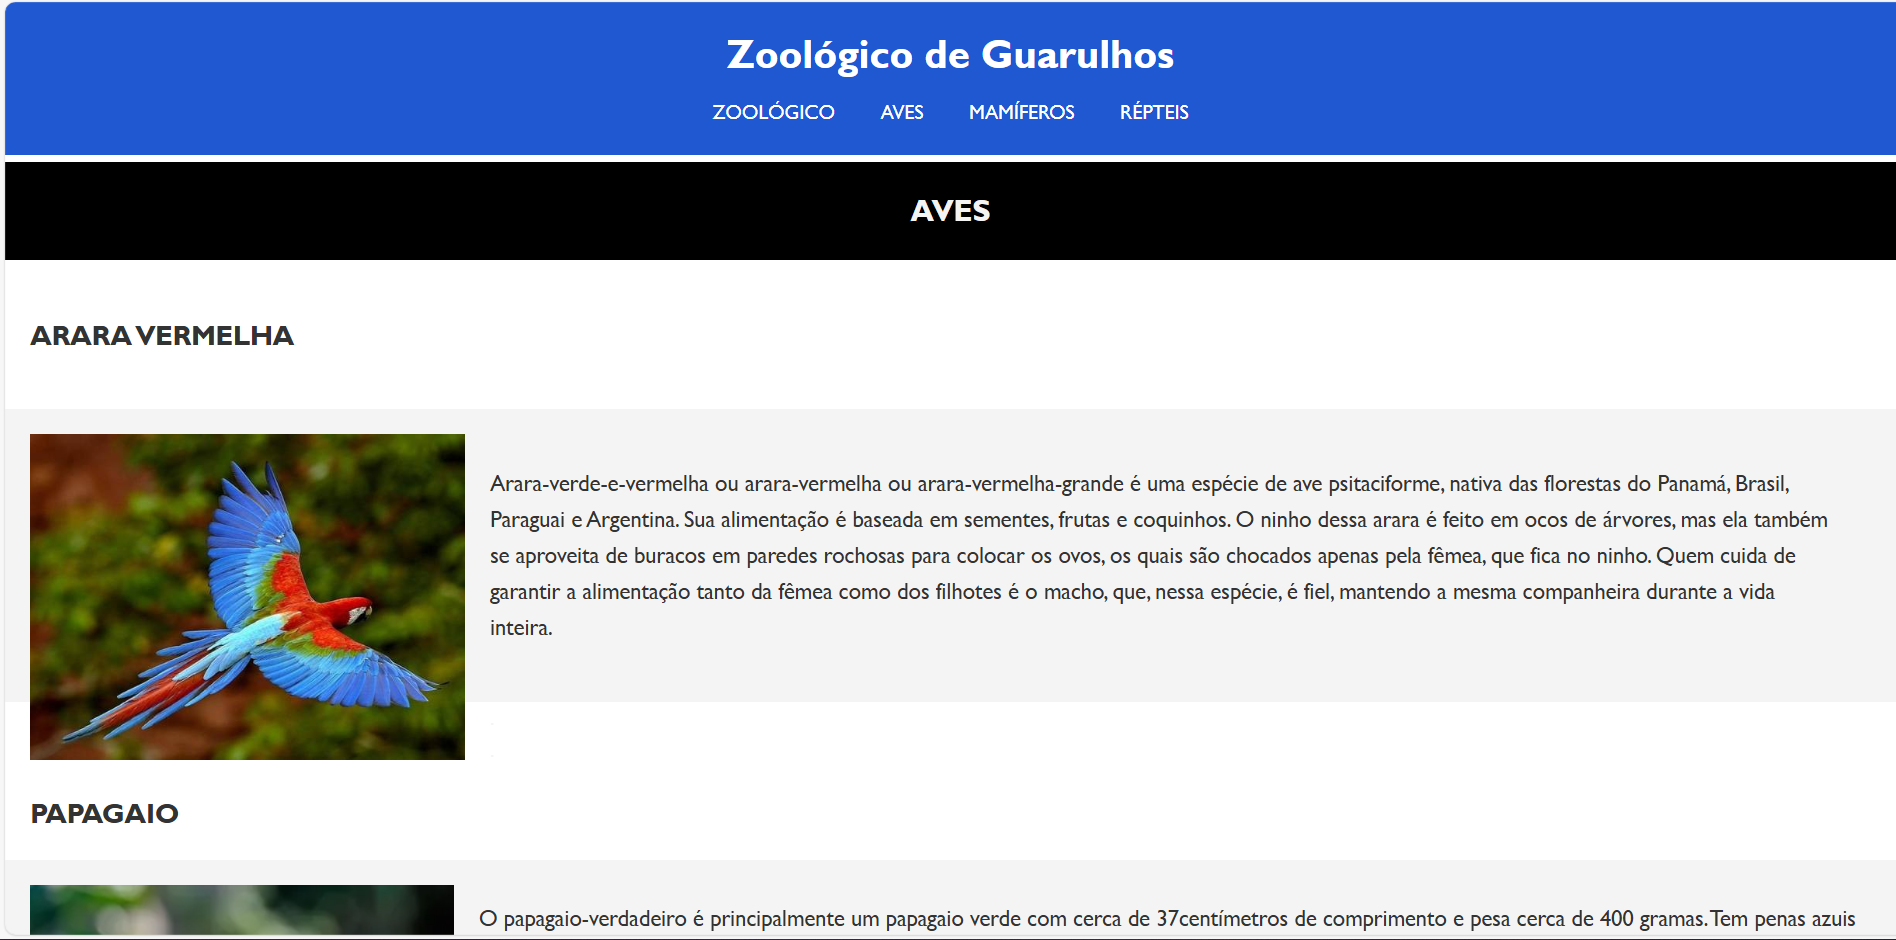 Zoológico de Guarulhos
ZOOLÓGICO AVES MAMÍFEROS RÉPTEIS
AVES
ARARA VERMELHA
Arara-verde-e-vermelha ou arara-vermelha ou arara-vermelha-grande é uma espécie de ave psitaciforme, nativa das florestas do Panamá, Brasil,
Paraguai e Argentina. Sua alimentação é baseada em sementes, frutas e coquinhos. O ninho dessa arara é feito em ocos de árvores, mas ela também
se aproveita de buracos em paredes rochosas para colocar os ovos, os quais são chocados apenas pela fêmea, que fica no ninho. Quem cuida de
garantir a alimentação tanto da fêmea como dos filhotes é o macho, que, nessa espécie, é fiel, mantendo a mesma companheira durante a vida
inteira.
PAPAGAIO
O papagaio-verdadeiro é principalmente um papagaio verde com cerca de 37centímetros de comprimento e pesa cerca de 400 gramas. Tem penas azuis